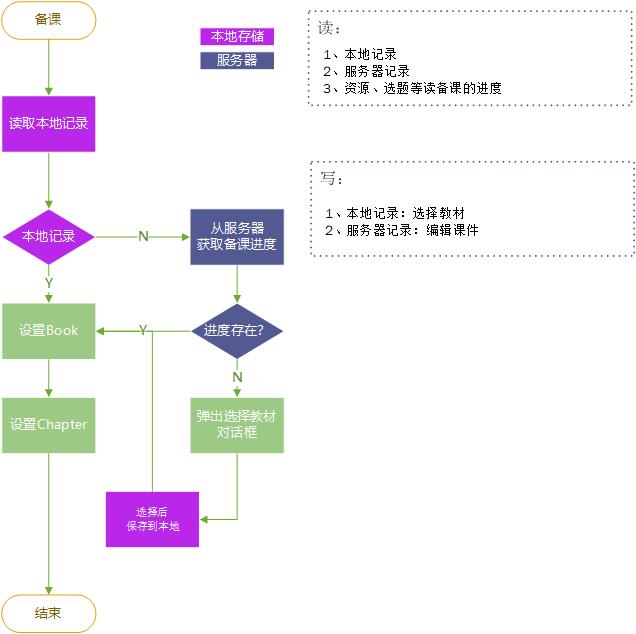 备课
本地存储
服务器
读:
1、本地记录
2、服务器记录
3、资源、选题等读备课的进度
读取本地记录
写:
1、本地记录: 选择教材
2、服务器记录: 编辑课件
本地记录
N
从服务器
获取备课进度
Y
设置Book
Y
进度存在?
N
设置Chapter
弹出选择教材
对话框
选择后
保存到本地
结束